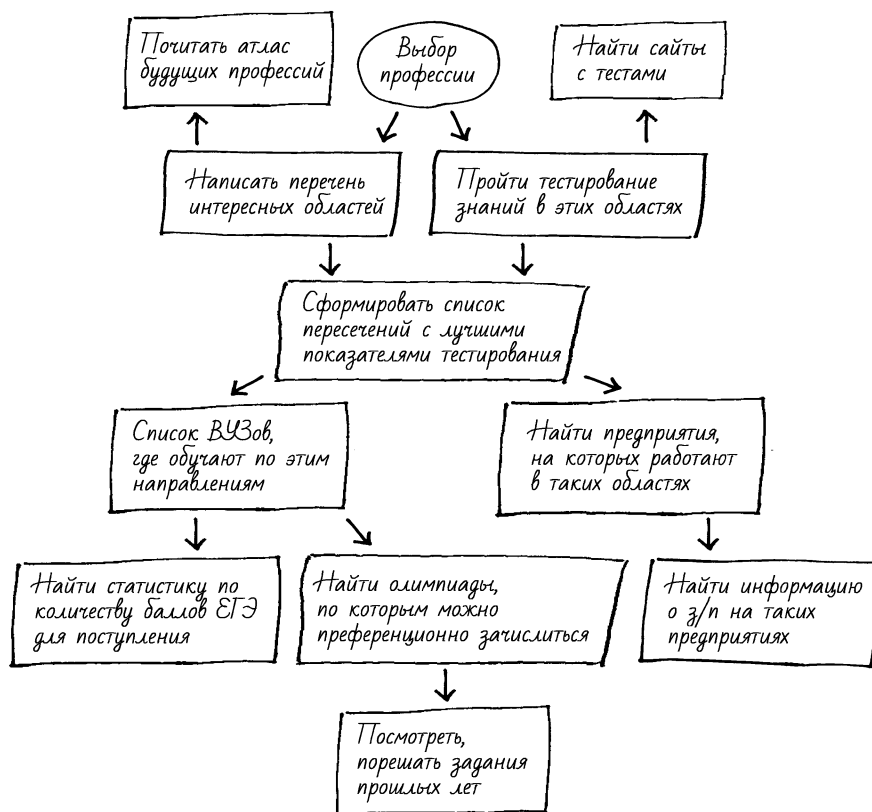 Почитать атлас
будущих профессий
Выбор
профессии
Найти сайты
с тестами
Написать перечень
интересных областей
Пройти тестирование
знаний в этих областях
Сформировать список
пересечений с лучшими
показателями тестирования
Список ВУЗов,
где обучают по этим
направлениям
Найти предприятия,
на которых работают
в таких областях
Найти статистику по
количеству баллов ЕГЭ
для поступления
Найти олимпиады,
по которым можно
преференционно зачислиться
Найти информацию
о з/п на таких
предприятиях
Посмотреть,
порешать задания
прошлых лет